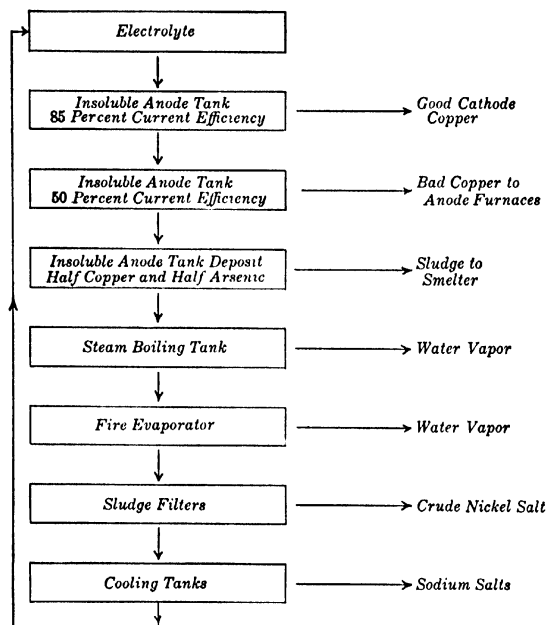 Electrolyte
Insoluble Anode Tank
85 Percent Current Efficiency
Good Cathode
Copper
Insoluble Anode Tank
50 Percent Current Efficiency
Bad Copper to
Anode Furnaces
Insoluble Anode Tank Deposit
Half Copper and Half Arsenic
Sludge to
Smelter
Steam Boiling Tank
Water Vapor
Fire Evaporator
Water Vapor
Sludge Filters
Crude Nickel Salt
Cooling Tanks
Sodium Salts